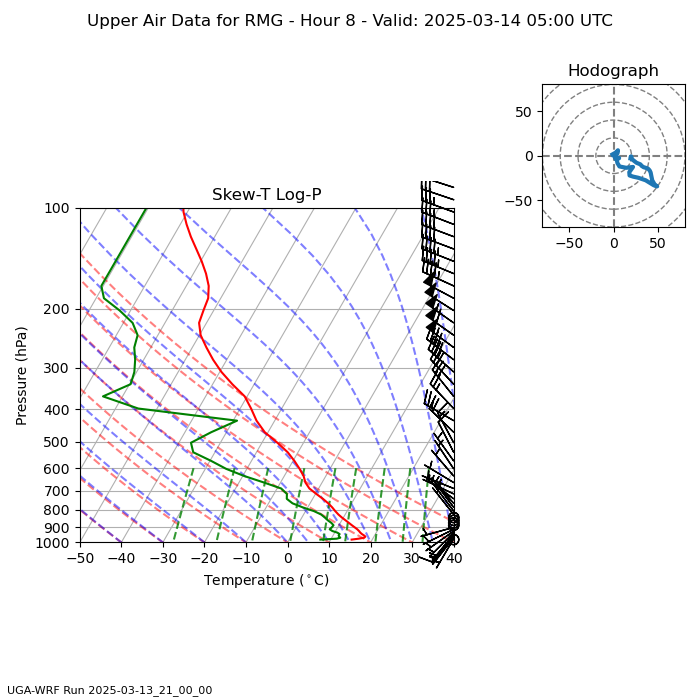 Upper Air Data for RMG - Hour 8 - Valid: 2025-03-14 05:00 UTC
Hodograph
50
0
−50
−50 0 50
Skew-T Log-P
100
200
300
400
500
600
700
800
900
1000
Pressure (hPa)
−50 −40 −30 −20 −10 0 10 20 30 40
Temperature (°C)
UGA-WRF Run 2025-03-13_21_00_00